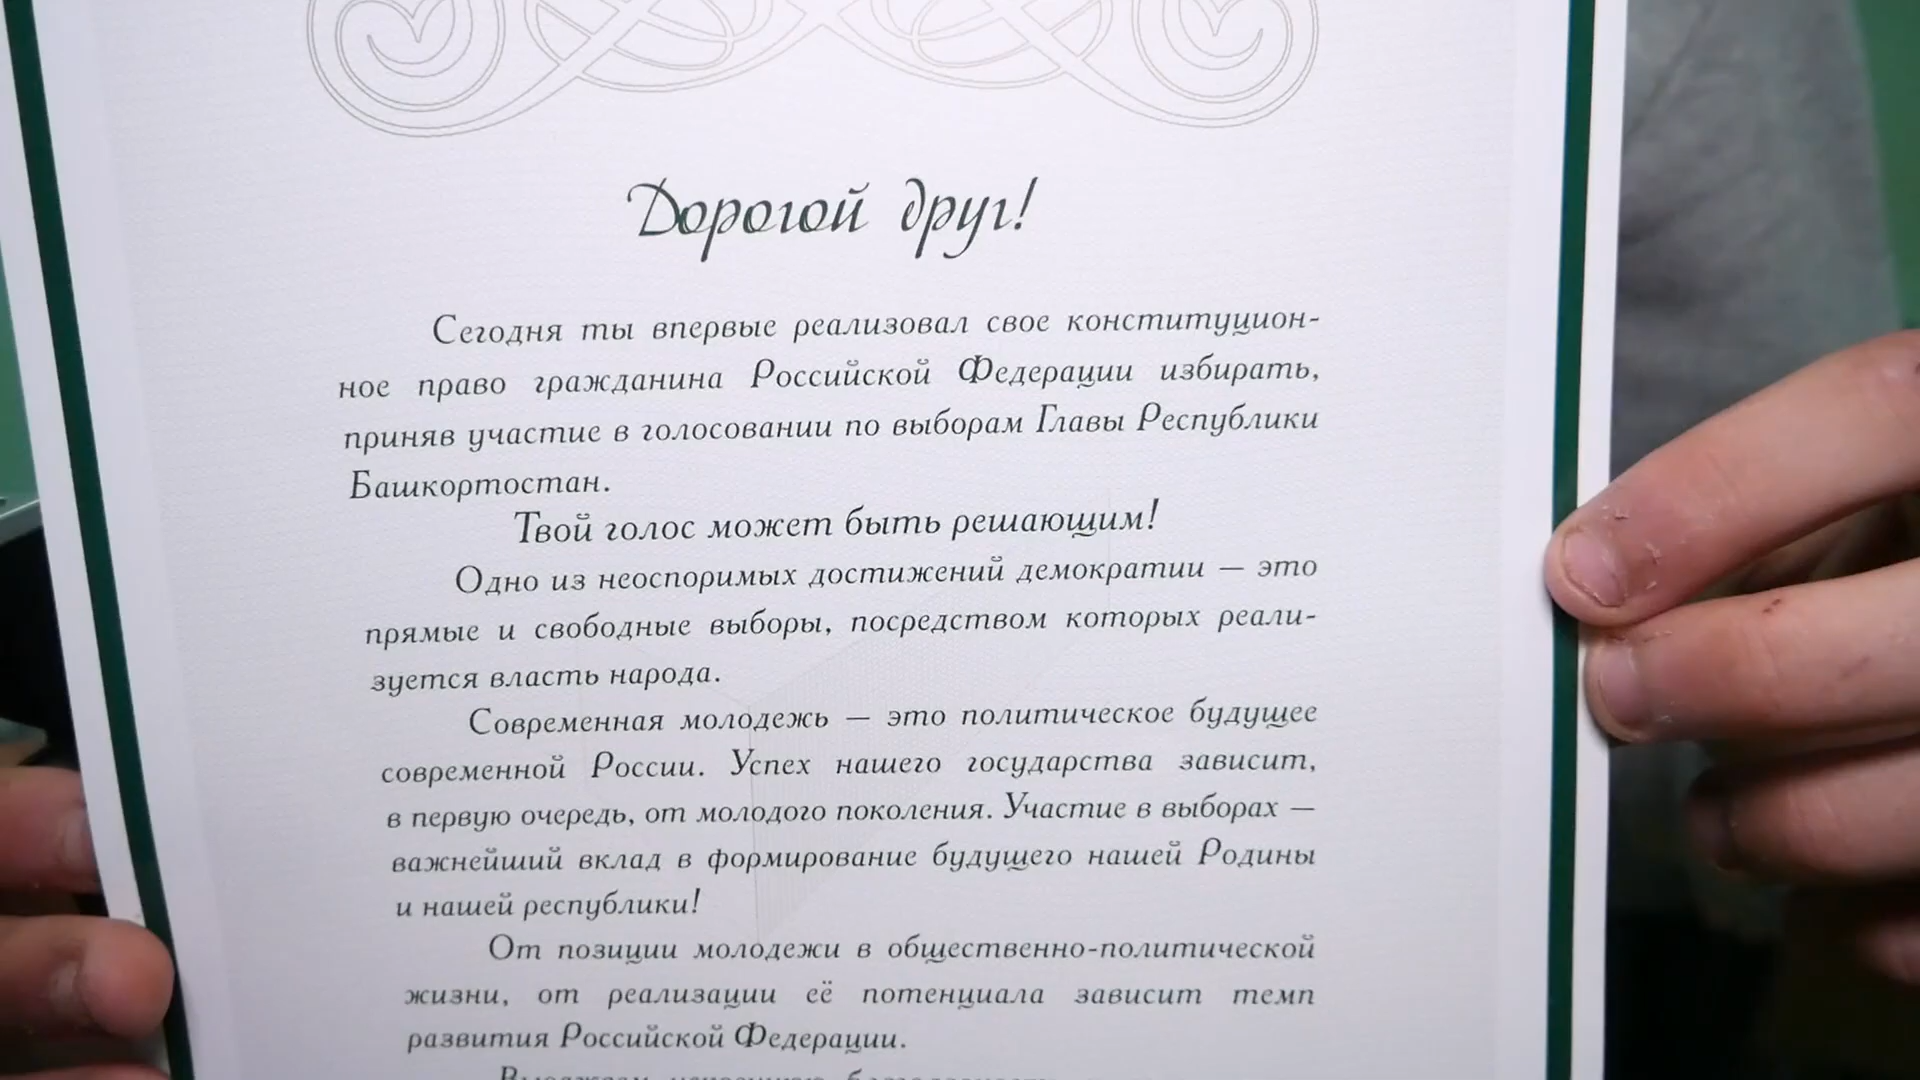 Дорогой друг!
Сегодня ты впервые реализовал свое конституцион-
ное право гражданина Российской Федерации избирать,
приняв участие в голосовании по выборам Главы Республики
Башкортостан.
Твой голос может быть решающим!
Одно из неоспоримых достижений демократии — это
прямые и свободные выборы, посредством которых реали-
зуется власть народа.
Современная молодежь — это политическое будущее
современной России. Успех нашего государства зависит,
в первую очередь, от молодого поколения. Участие в выборах —
важнейший вклад в формирование будущего нашей Родины
и нашей республики!
От позиции молодежи в общественно-политической
жизни, от реализации её потенциала зависит темп
развития Российской Федерации.